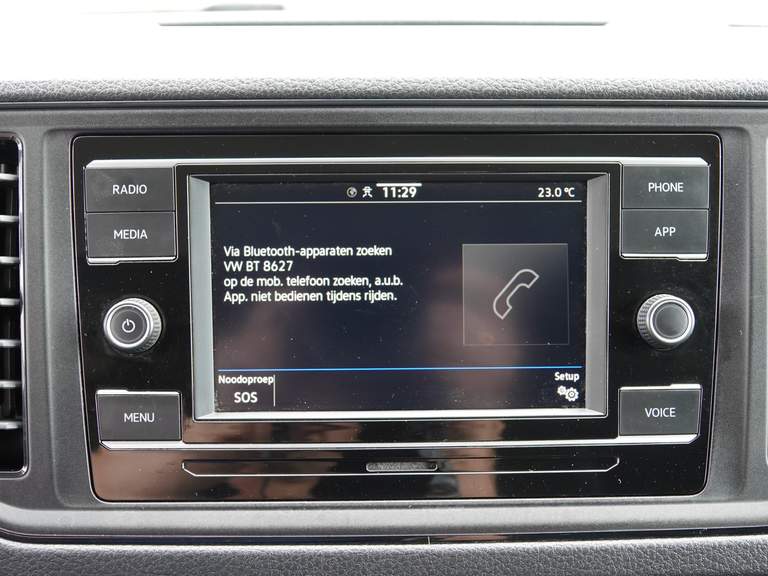 RADIO
MEDIA
MENU
11:29
23.0 °C
Via Bluetooth-apparaten zoeken
VW BT 8627
op de mob. telefoon zoeken, a.u.b.
App. niet bedienen tijdens rijden.
Noodoproep
SOS
Setup
PHONE
APP
VOICE